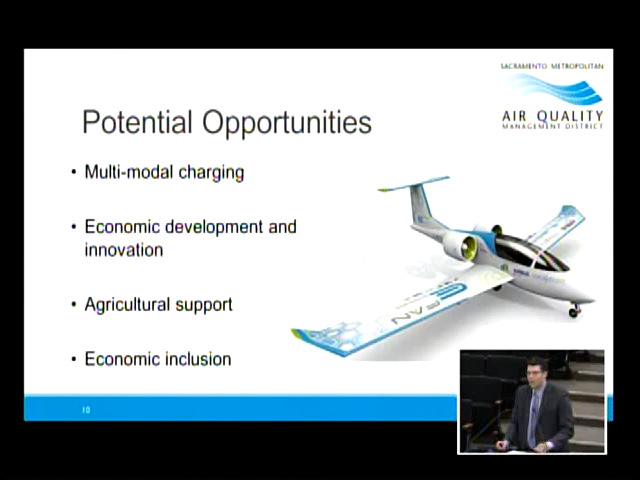 SACRAMENTO METROPOLITAN
AIR QUALITY
MANAGEMENT DISTRICT
Potential Opportunities
• Multi-modal charging
• Economic development and
innovation
• Agricultural support
• Economic inclusion
E-FAN
10